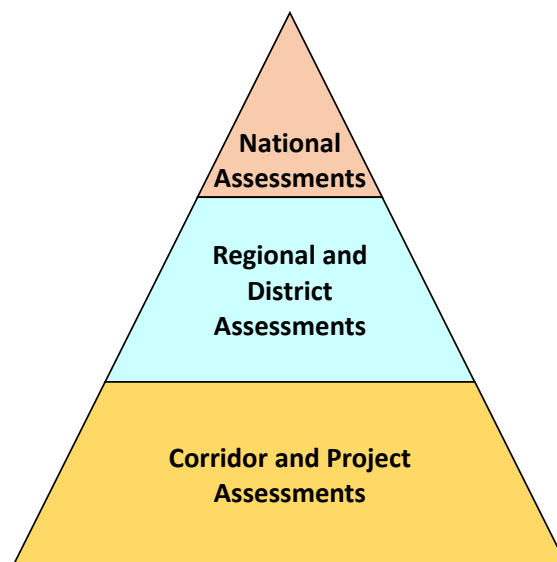 National
Assessments
Regional and
District
Assessments
Corridor and Project
Assessments